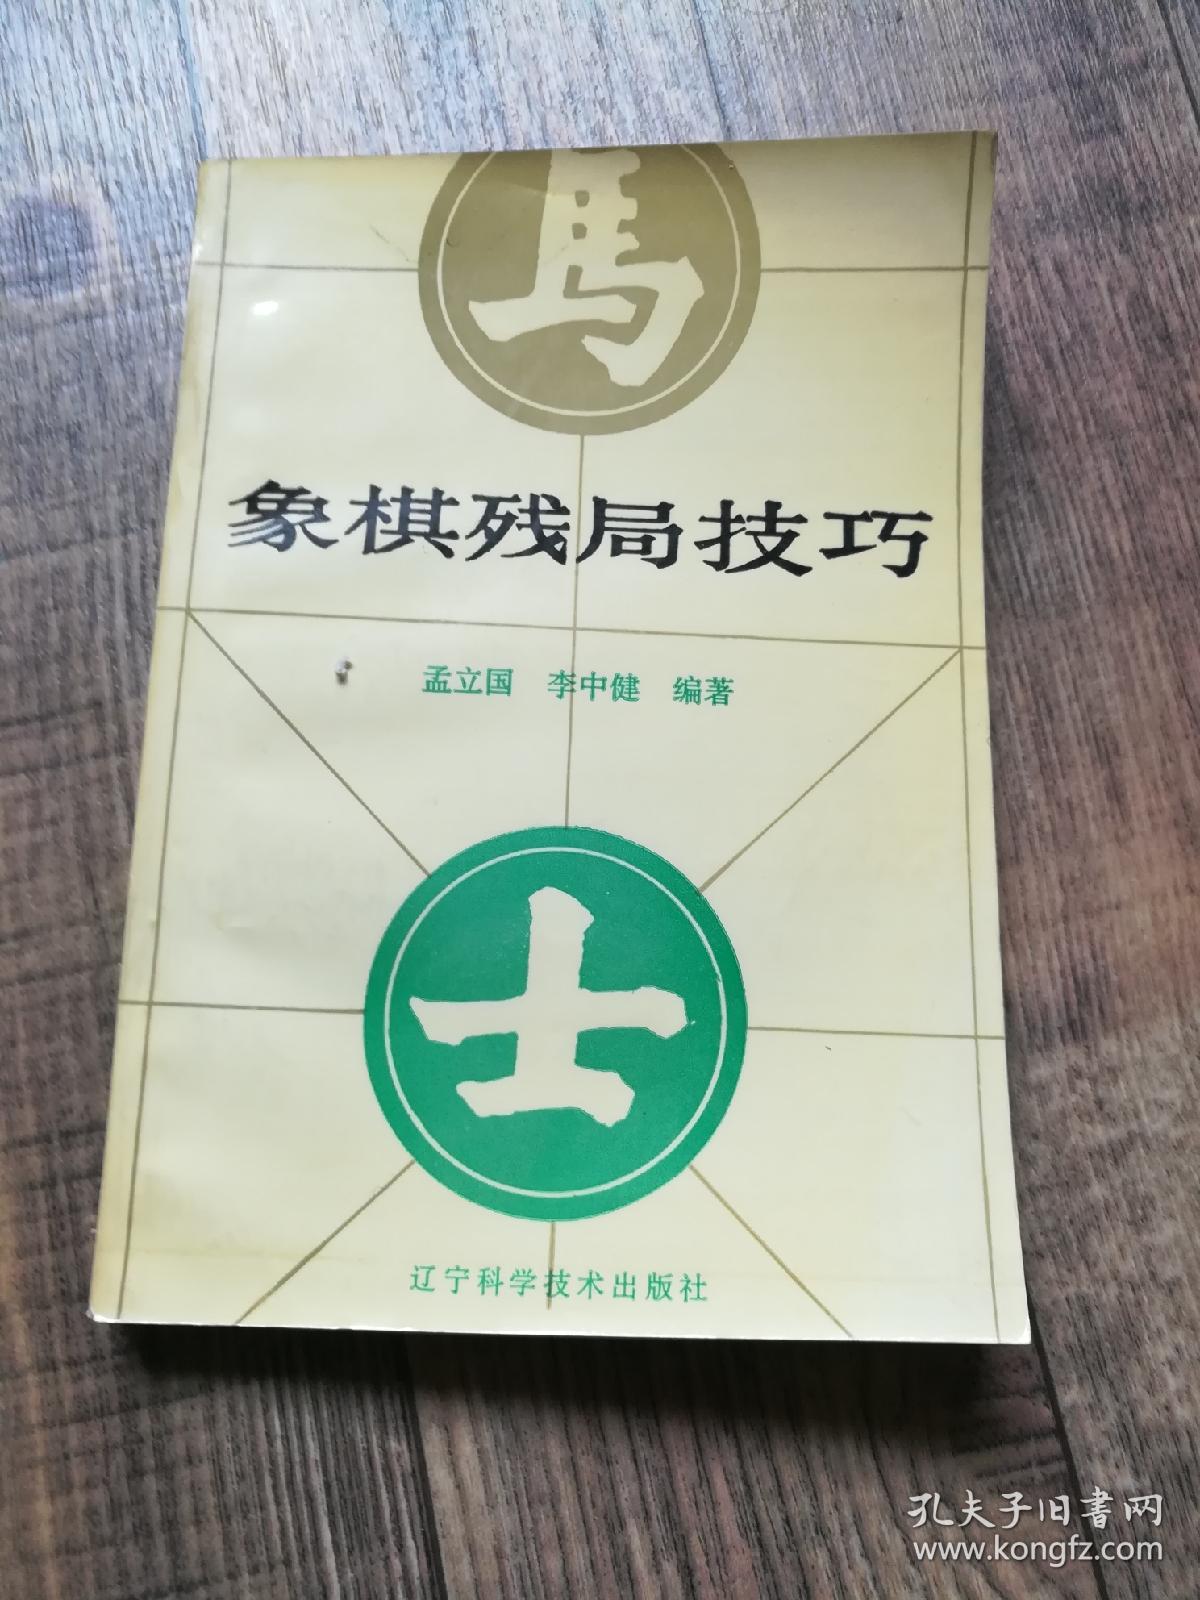 馬
象棋残局技巧
孟立国 李中健 编著
士
辽宁科学技术出版社
孔夫子旧書网
www.kongfz.com